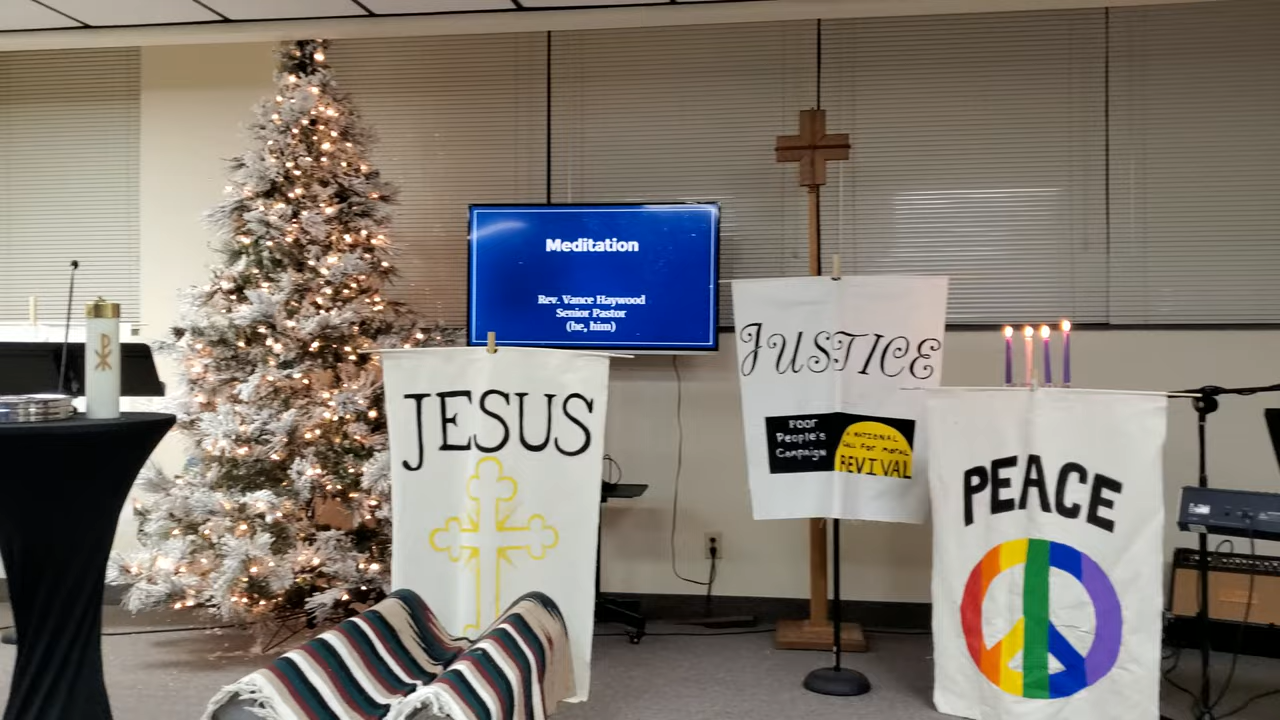 Meditation
Rev. Vance Haywood
Senior Pastor
(he, him)
JESUS
JUSTICE
Poor
People's
Campaign
A NATIONAL
CALL FOR MORAL
REVIVAL
PEACE